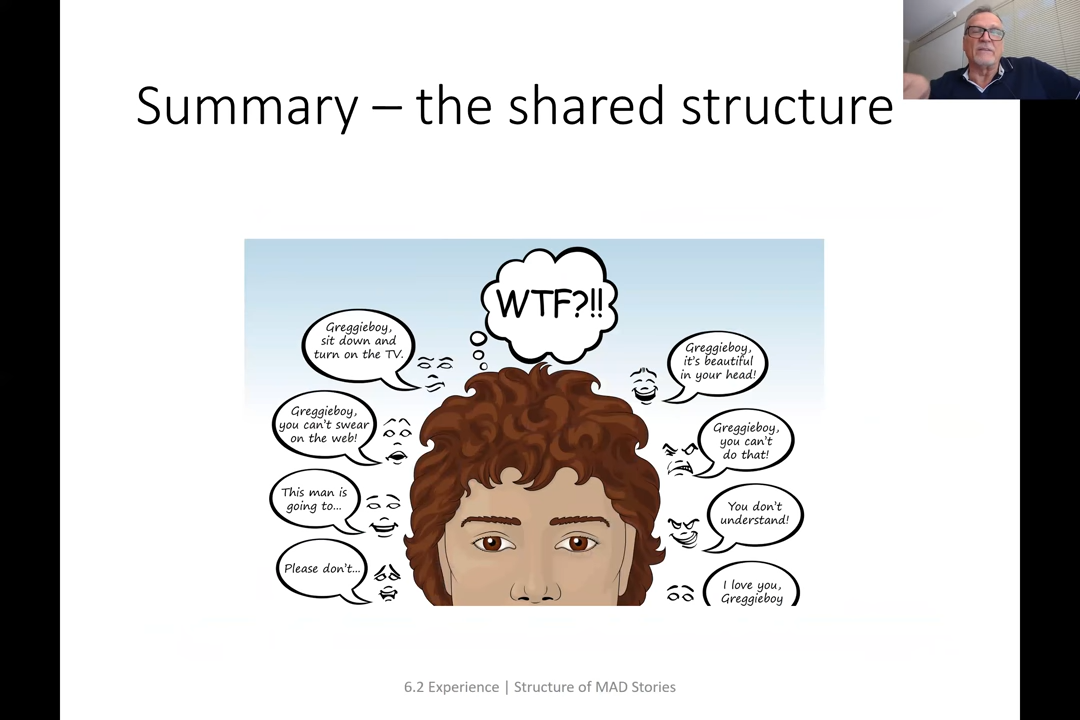 Summary – the shared structure
WTF?!!
Greggieboy,
sit down and
turn on the TV.
Greggieboy,
it's beautiful
in your head!
Greggieboy,
you can't swear
on the web!
Greggieboy,
you can't
do that!
This man is
going to...
You don't
understand!
Please don't...
I love you,
Greggieboy
6.2 Experience | Structure of MAD Stories